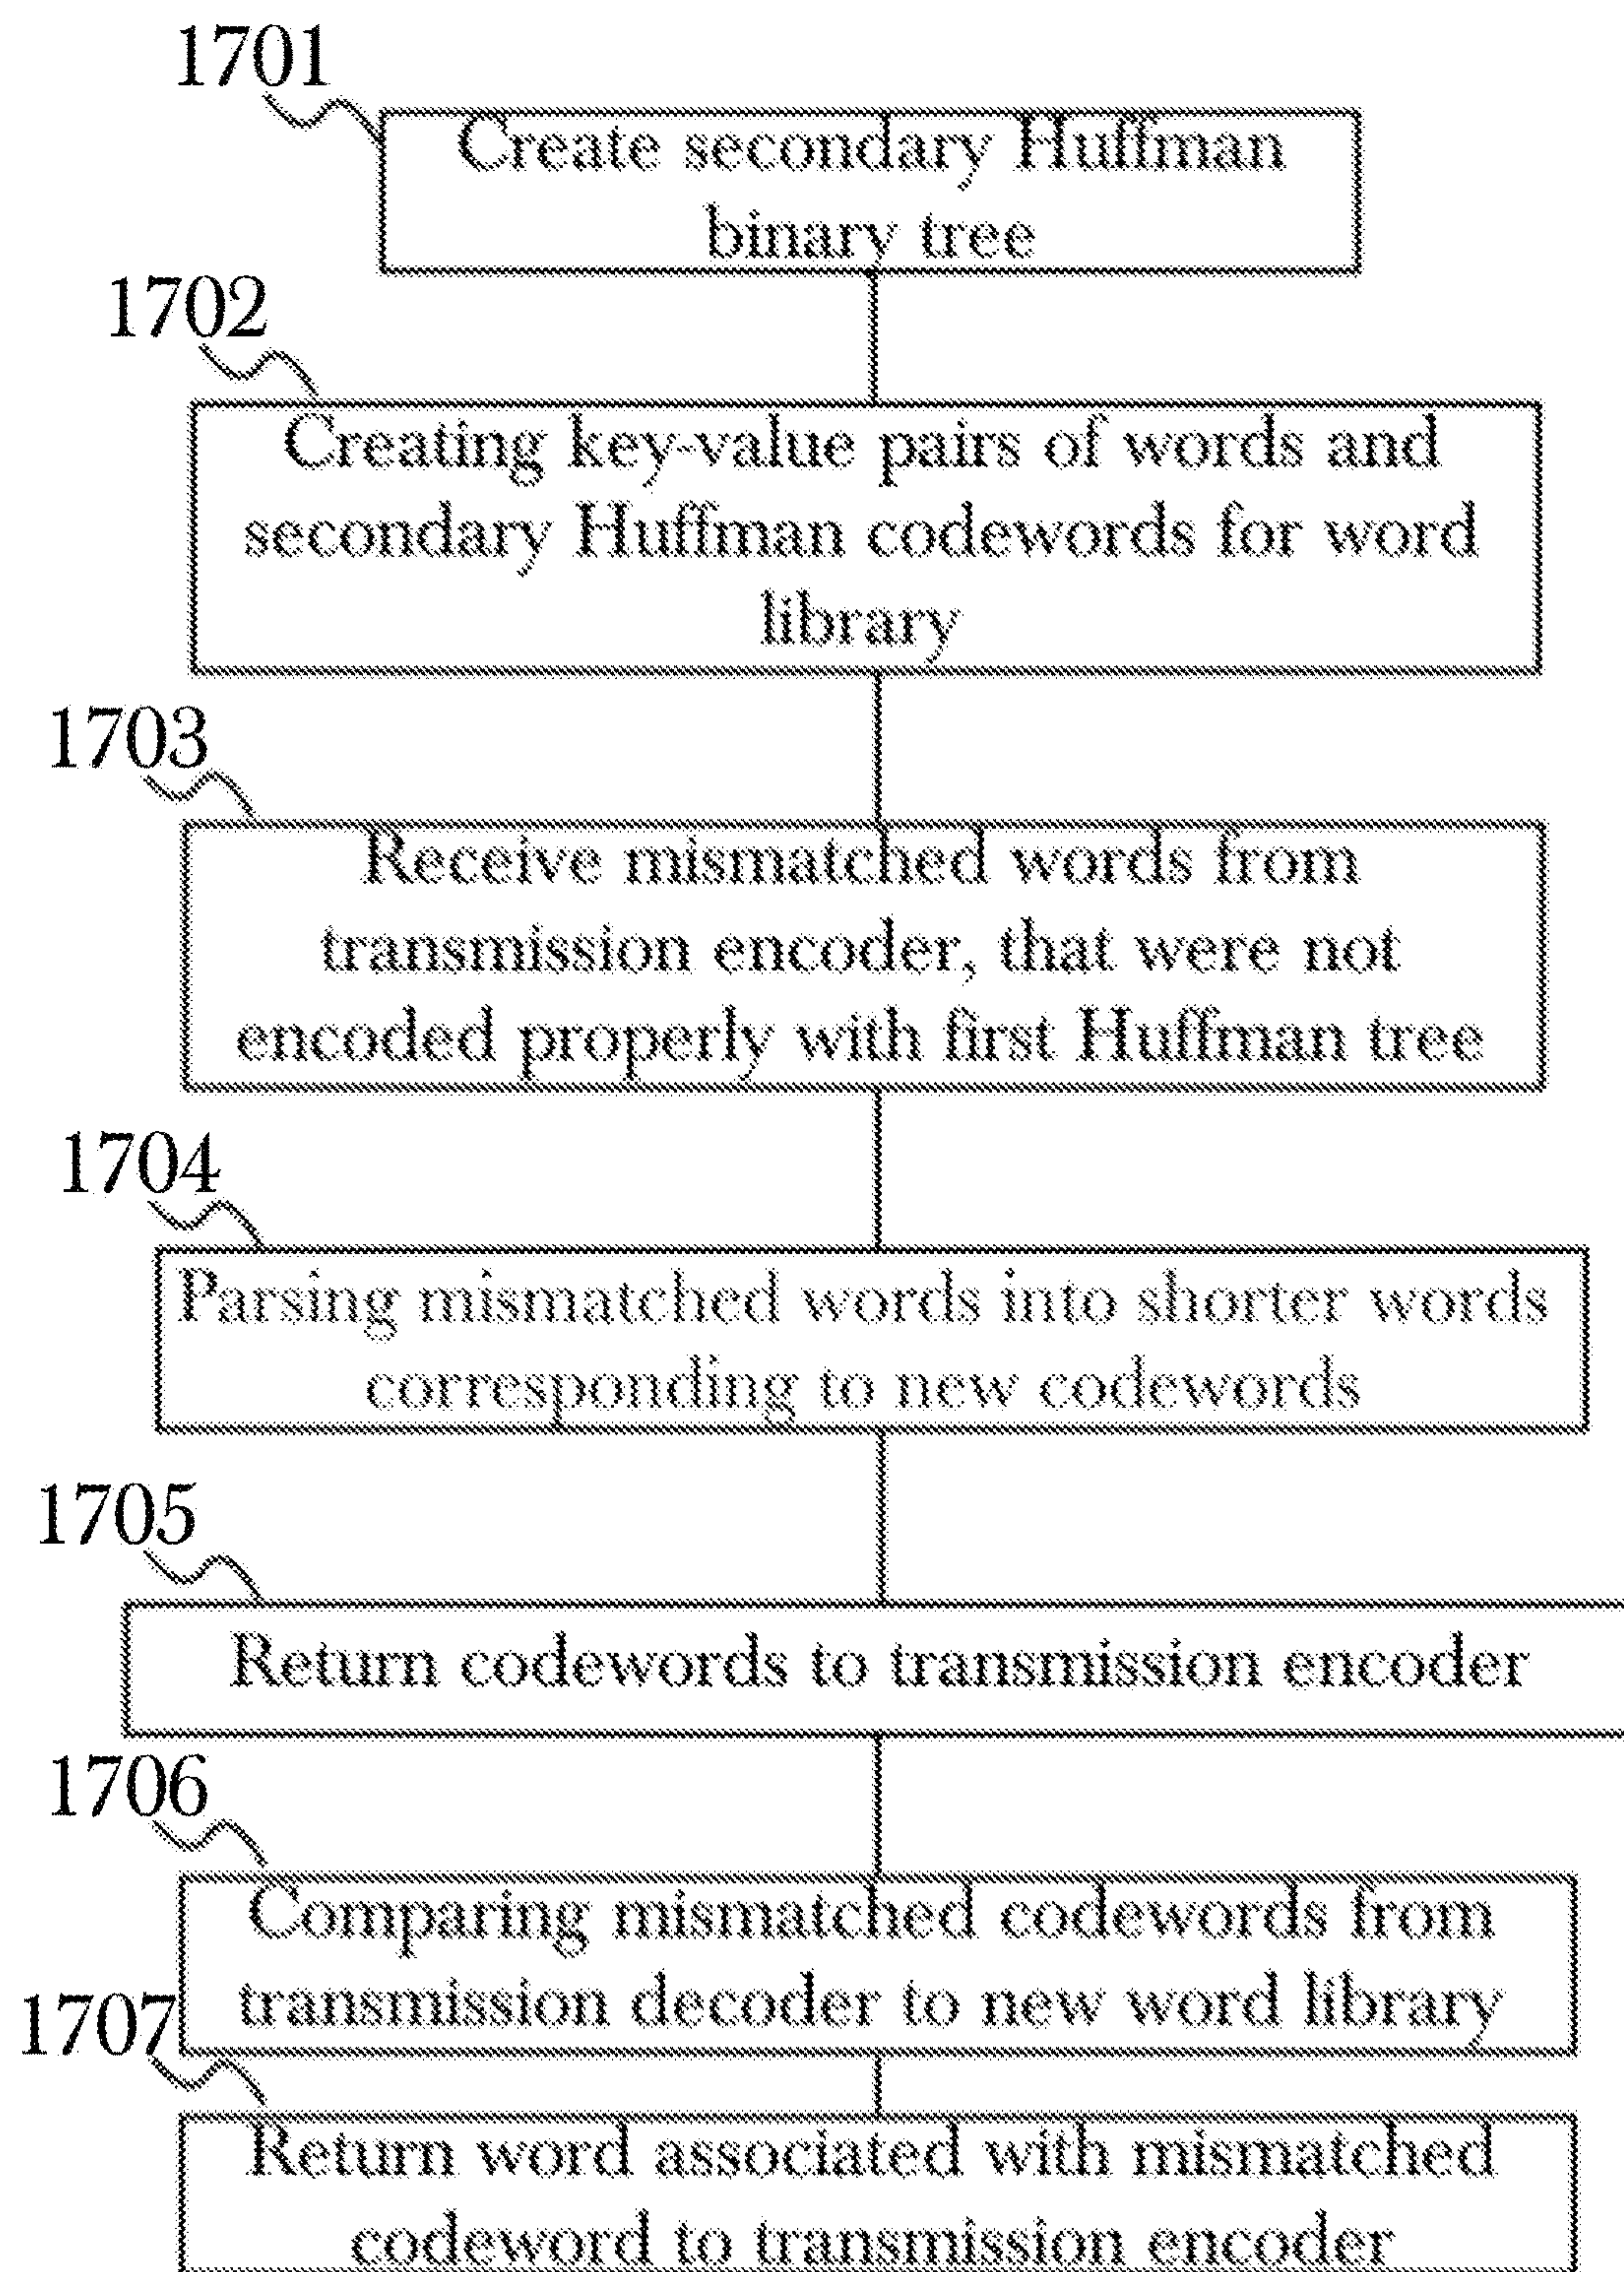 1701
Create secondary Huffman
binary tree
1702
Creating key-value pairs of words and
secondary Huffman codewords for word
library
1703
Receive mismatched words from
transmission encoder, that were not
encoded properly with first Huffman tree
1704
Parsing mismatched words into shorter words
corresponding to new codewords
1705
Return codewords to transmission encoder
1706
Comparing mismatched codewords from
transmission decoder to new word library
1707
Return word associated with mismatched
codeword to transmission encoder